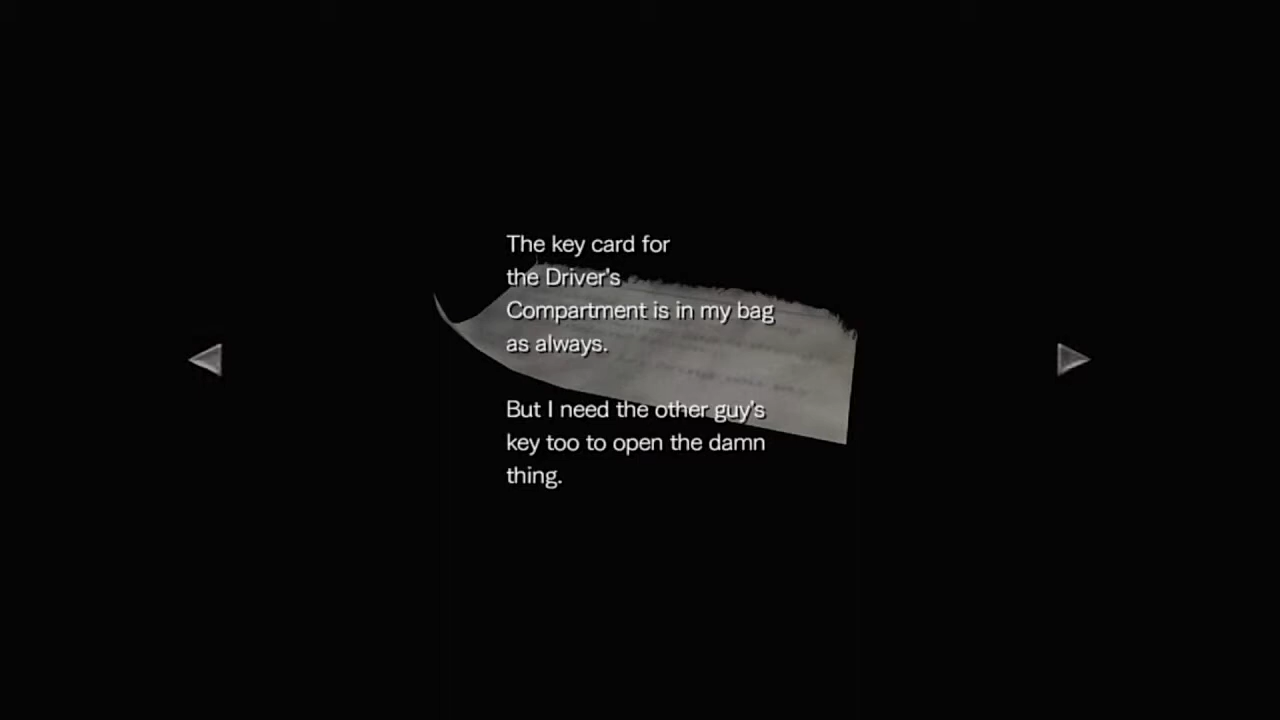 The key card for
the Driver's
Compartment is in my bag
as always.
But I need the other guy's
key too to open the damn
thing.